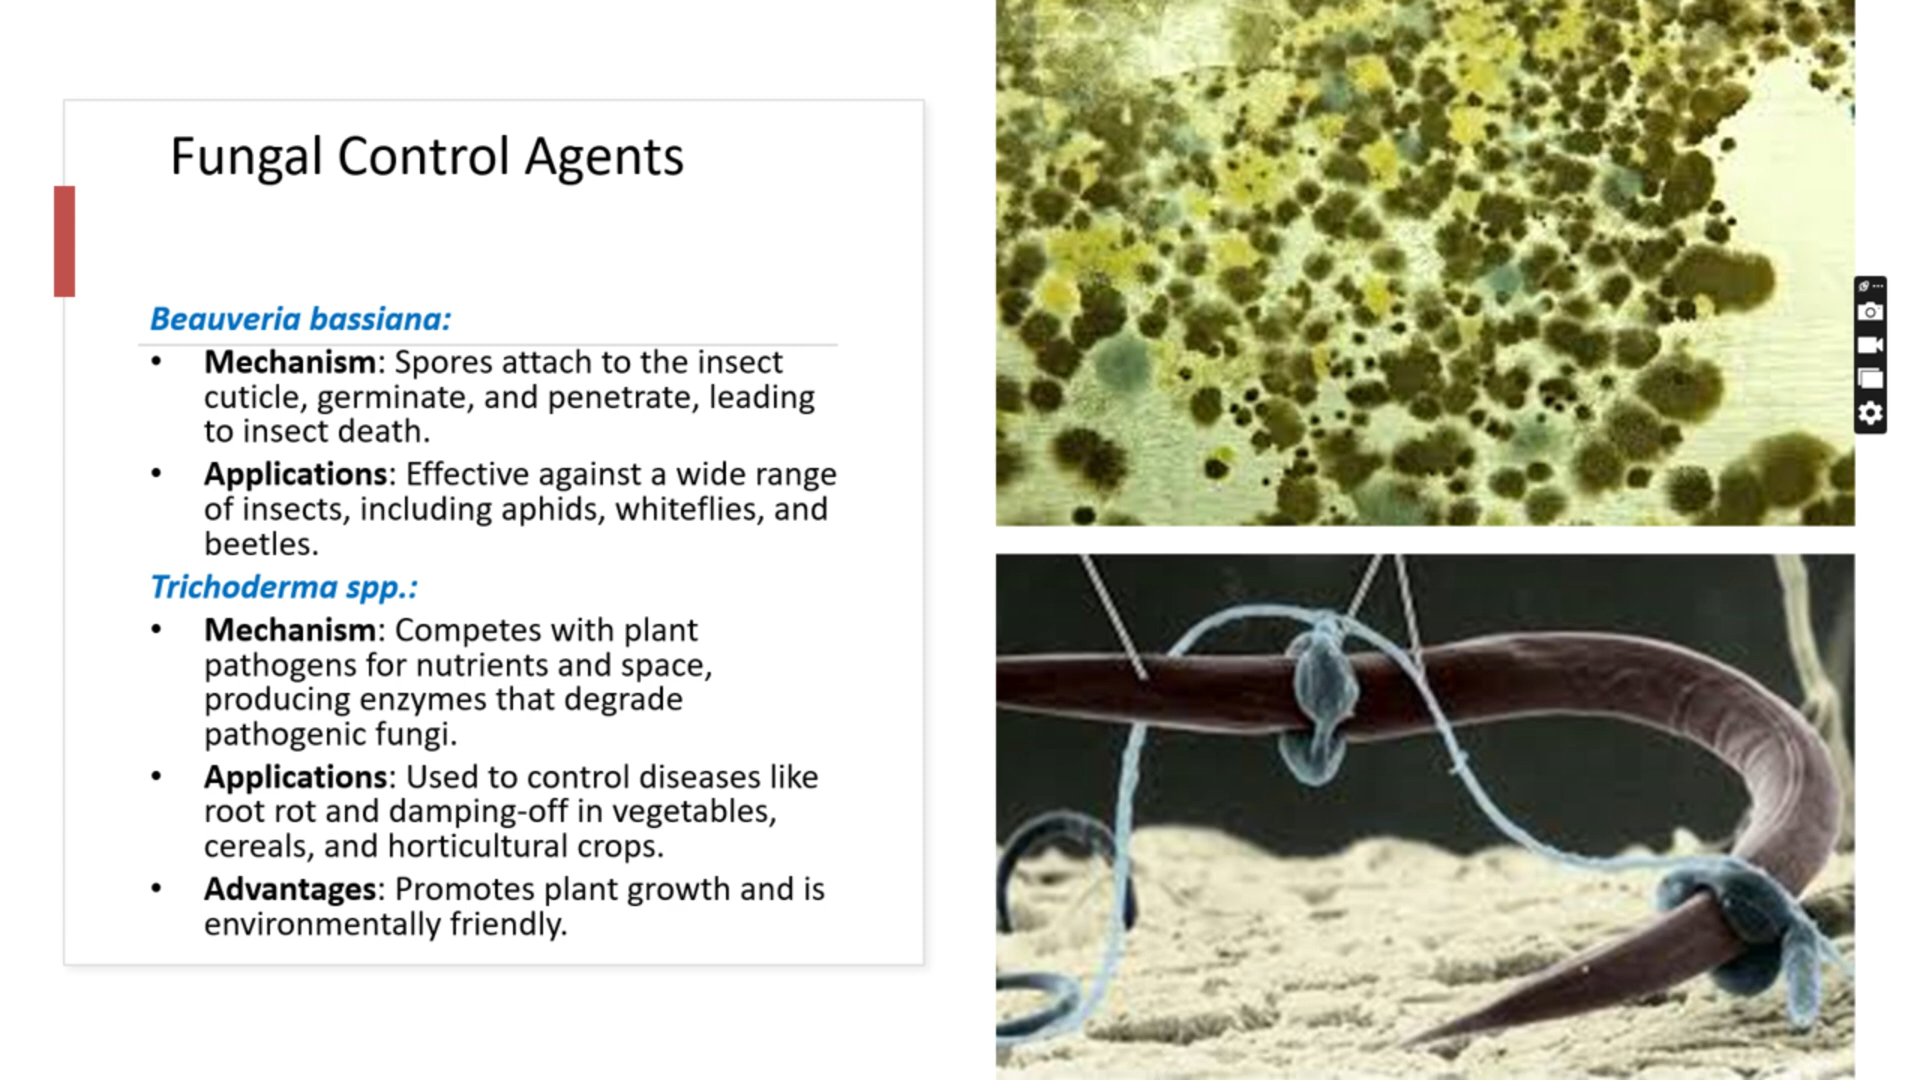 Fungal Control Agents
Beauveria bassiana:
• Mechanism: Spores attach to the insect
cuticle, germinate, and penetrate, leading
to insect death.
• Applications: Effective against a wide range
of insects, including aphids, whiteflies, and
beetles.
Trichoderma spp.:
• Mechanism: Competes with plant
pathogens for nutrients and space,
producing enzymes that degrade
pathogenic fungi.
• Applications: Used to control diseases like
root rot and damping-off in vegetables,
cereals, and horticultural crops.
• Advantages: Promotes plant growth and is
environmentally friendly.